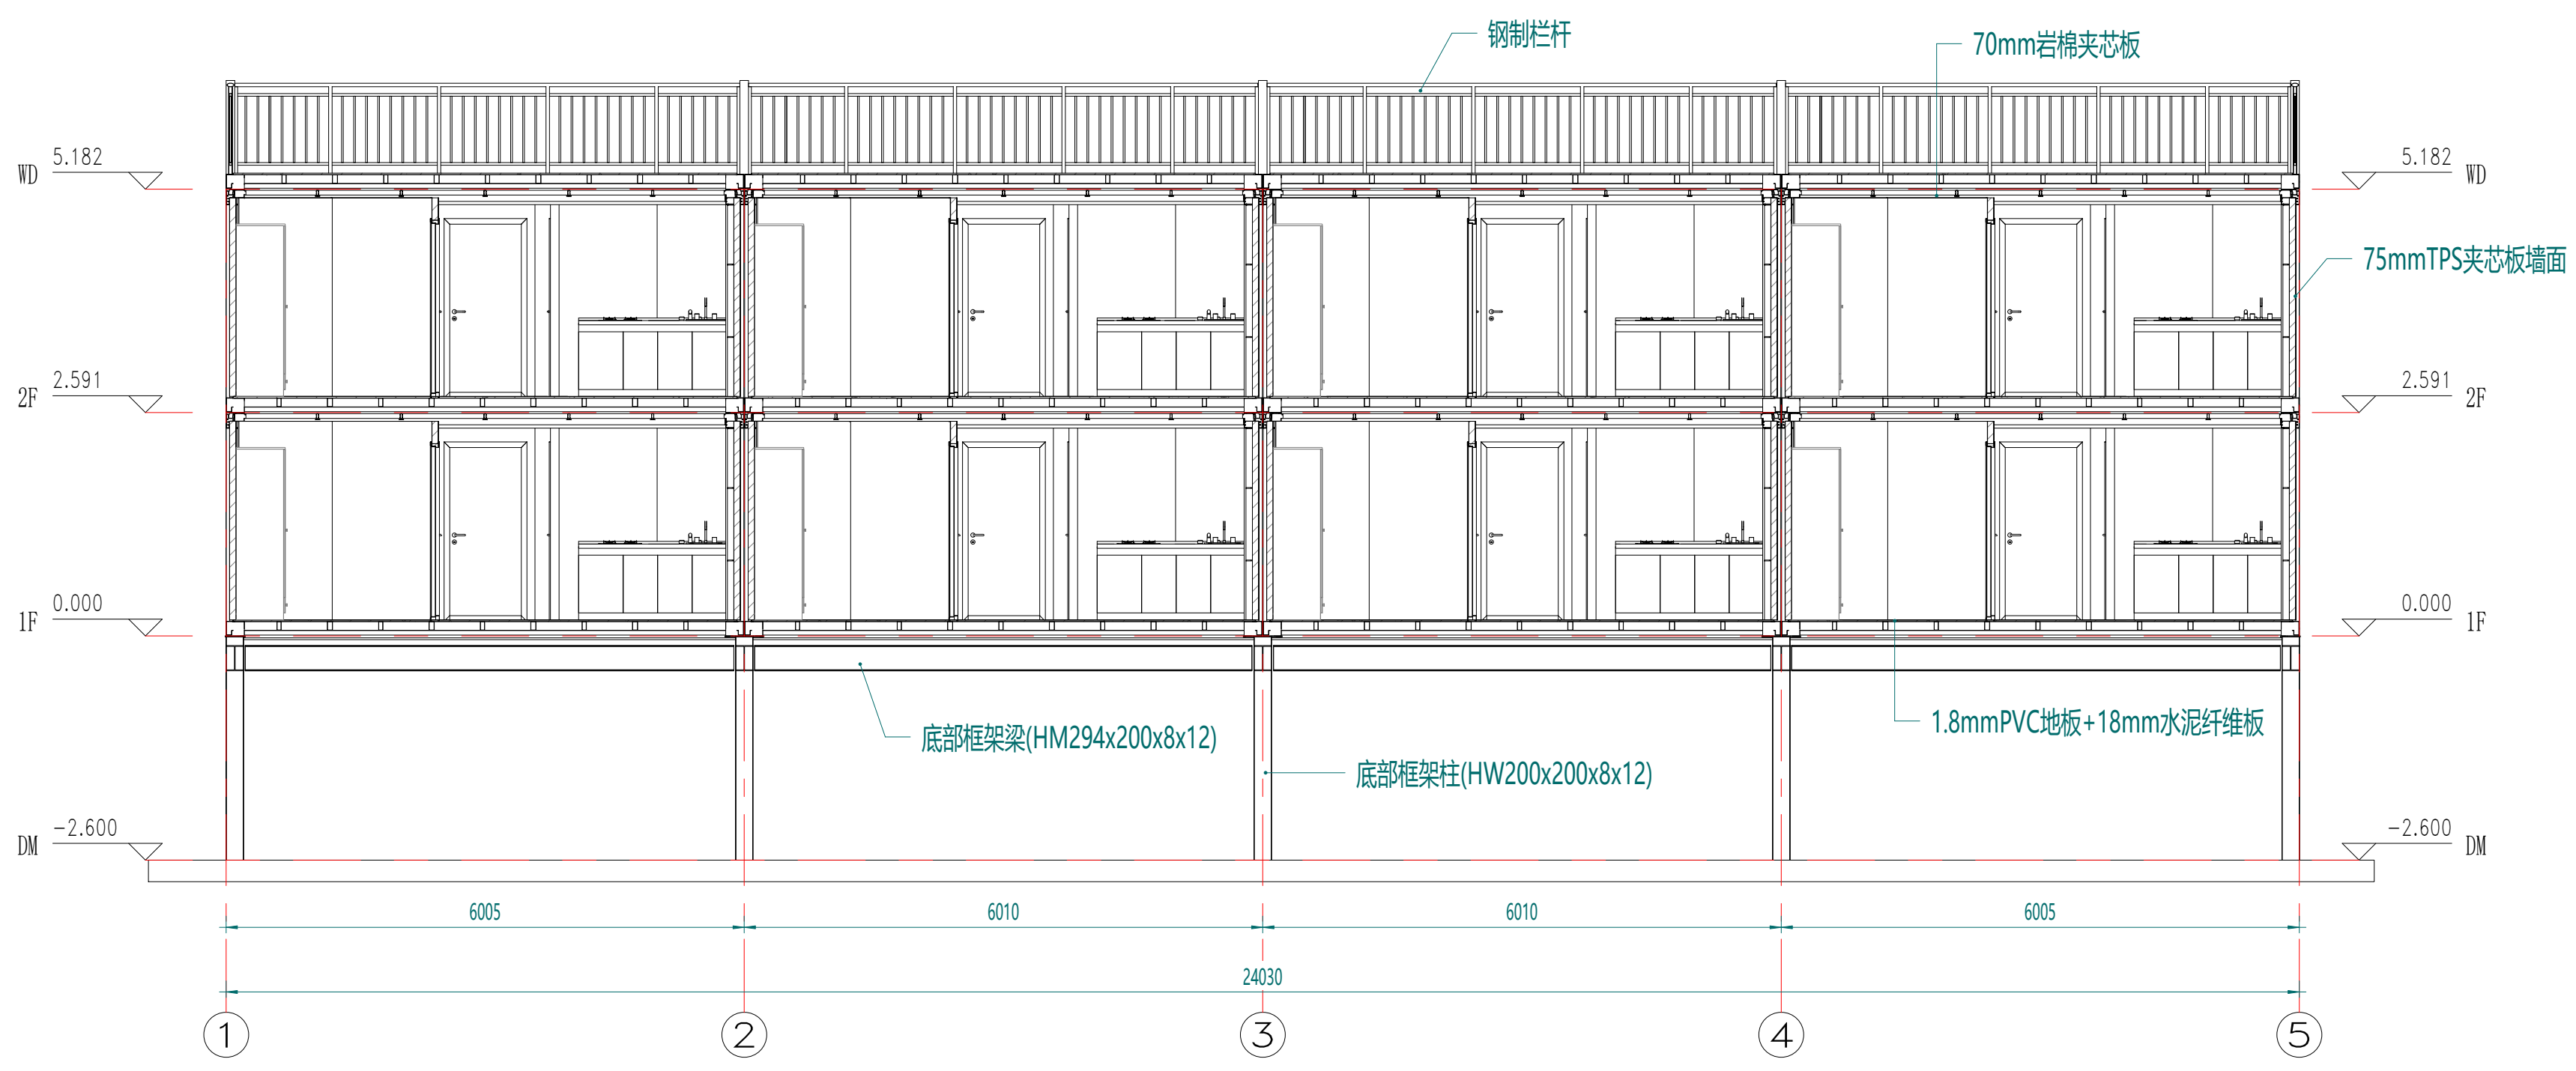 钢制栏杆
70mm岩棉夹芯板
WD 5.182
5.182 WD
75mmTPS夹芯板墙面
2F 2.591
2.591 2F
1F 0.000
0.000 1F
1.8mmPVC地板+18mm水泥纤维板
底部框架梁(HM294x200x8x12)
底部框架柱(HW200x200x8x12)
DM -2.600
-2.600 DM
6005 6010 6010 6005
24030
1 2 3 4 5